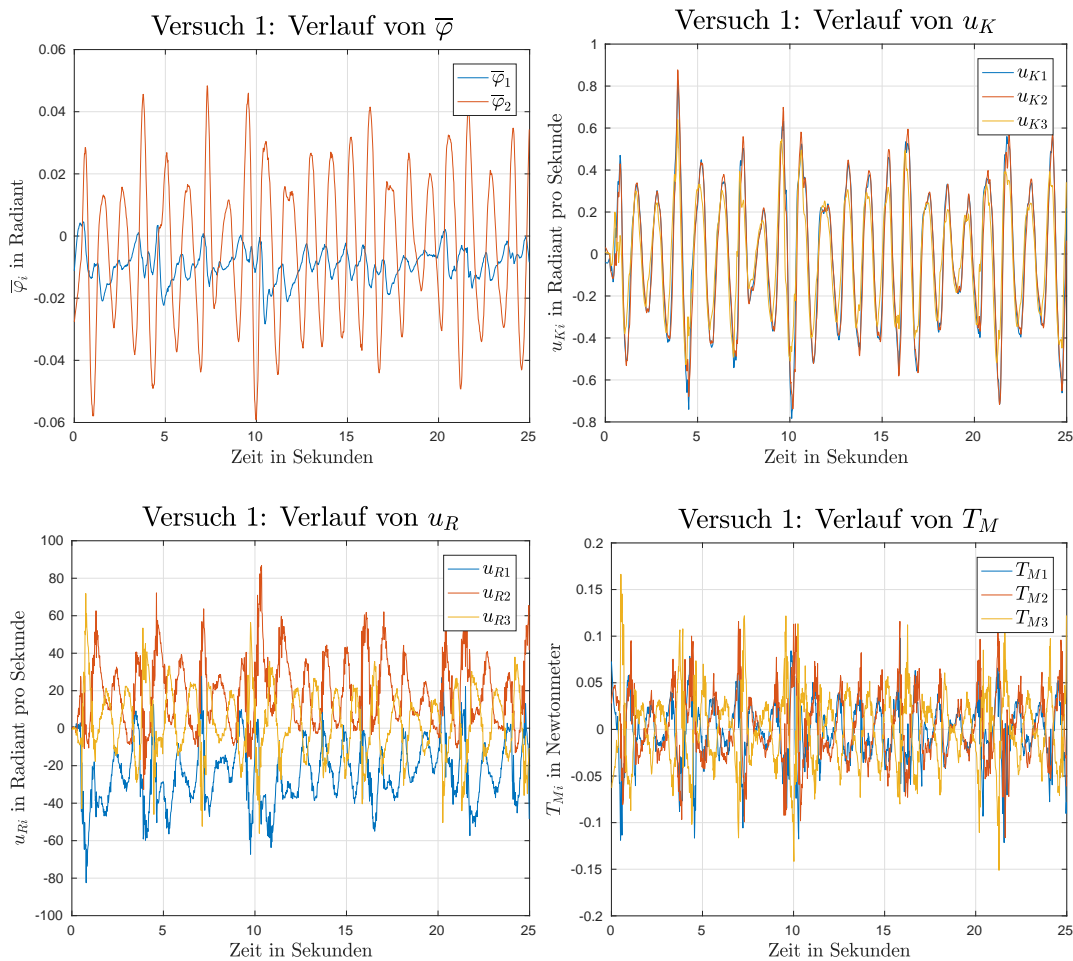 Versuch 1: Verlauf von φ̅
0.06
0.04
0.02
0
-0.02
-0.04
-0.06
φ̅ᵢ in Radiant
φ̅₁
φ̅₂
0 5 10 15 20 25
Zeit in Sekunden
Versuch 1: Verlauf von u_K
1
0.8
0.6
0.4
0.2
0
-0.2
-0.4
-0.6
-0.8
u_Ki in Radiant pro Sekunde
u_K1
u_K2
u_K3
0 5 10 15 20 25
Zeit in Sekunden
Versuch 1: Verlauf von u_R
100
80
60
40
20
0
-20
-40
-60
-80
-100
u_Ri in Radiant pro Sekunde
u_R1
u_R2
u_R3
0 5 10 15 20 25
Zeit in Sekunden
Versuch 1: Verlauf von T_M
0.2
0.15
0.1
0.05
0
-0.05
-0.1
-0.15
-0.2
T_Mi in Newtonmeter
T_M1
T_M2
T_M3
0 5 10 15 20 25
Zeit in Sekunden